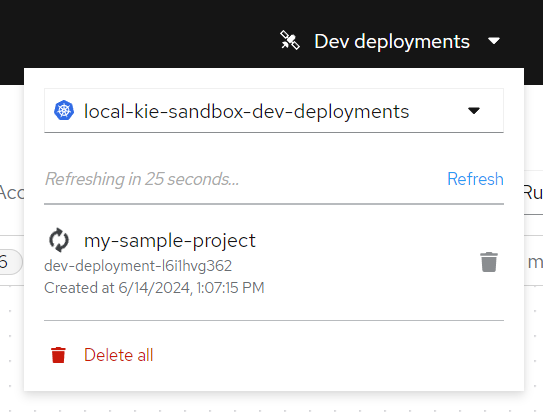 Dev deployments
local-kie-sandbox-dev-deployments
Refreshing in 25 seconds...
Refresh
Acc
Ru
my-sample-project
dev-deployment-l6i1hvg362
Created at 6/14/2024, 1:07:15 PM
6
m
Delete all